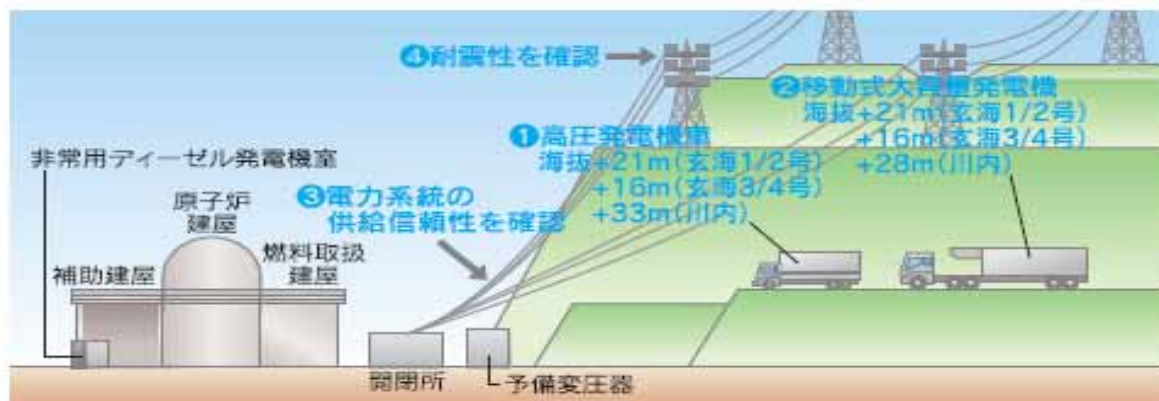 ❹耐震性を確認
❷移動式大容量発電機
海抜+21m(玄海1/2号)
+16m(玄海3/4号)
+28m(川内)
❶高圧発電機車
海抜+21m(玄海1/2号)
+16m(玄海3/4号)
+33m(川内)
非常用ディーゼル発電機室
❸電力系統の
供給信頼性を確認
原子炉
建屋
燃料取扱
建屋
補助建屋
開閉所
予備変圧器